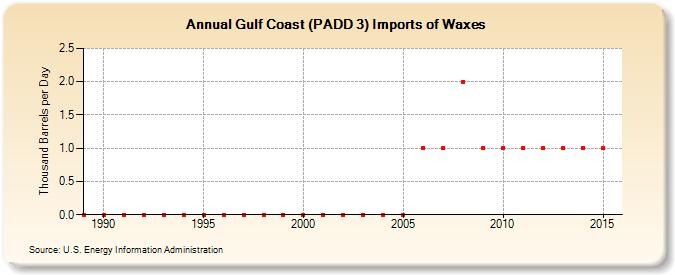 Annual Gulf Coast (PADD 3) Imports of Waxes
Thousand Barrels per Day
2.5
2.0
1.5
1.0
0.5
0.0
1990 1995 2000 2005 2010 2015
Source: U.S. Energy Information Administration